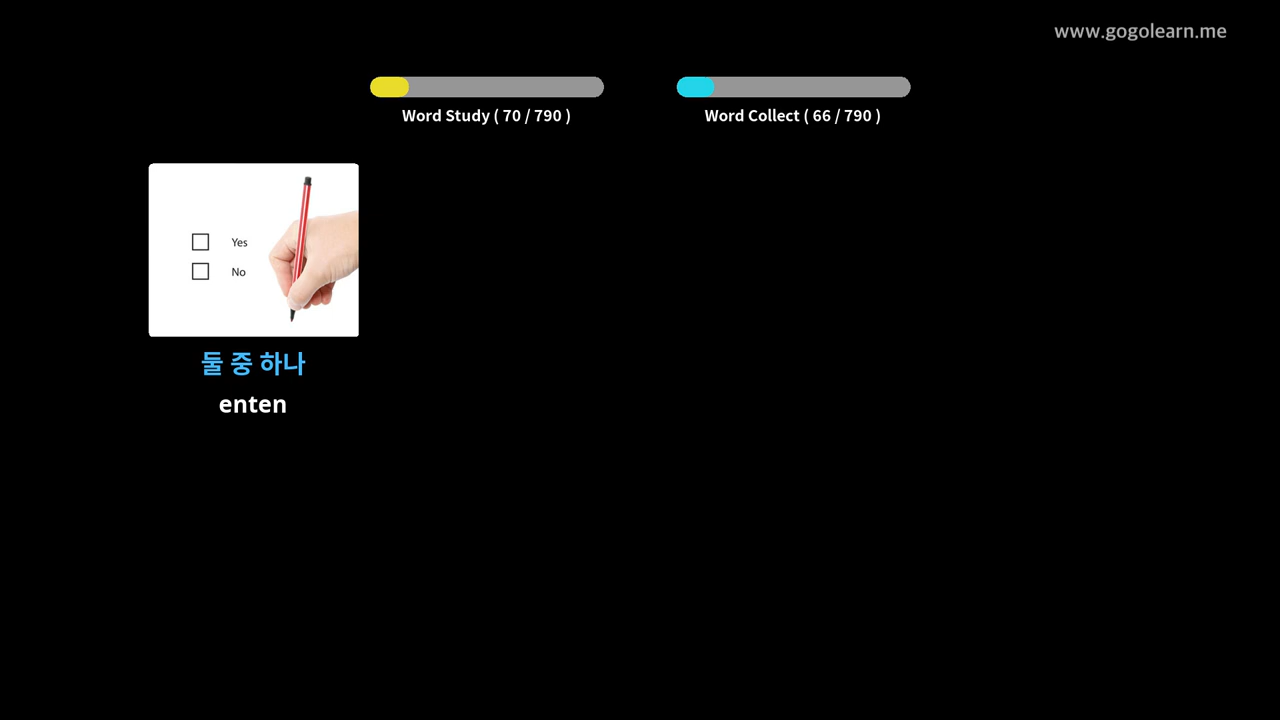 www.gogolearn.me
Word Study ( 70 / 790 )
Word Collect ( 66 / 790 )
Yes
No
둘 중 하나
enten